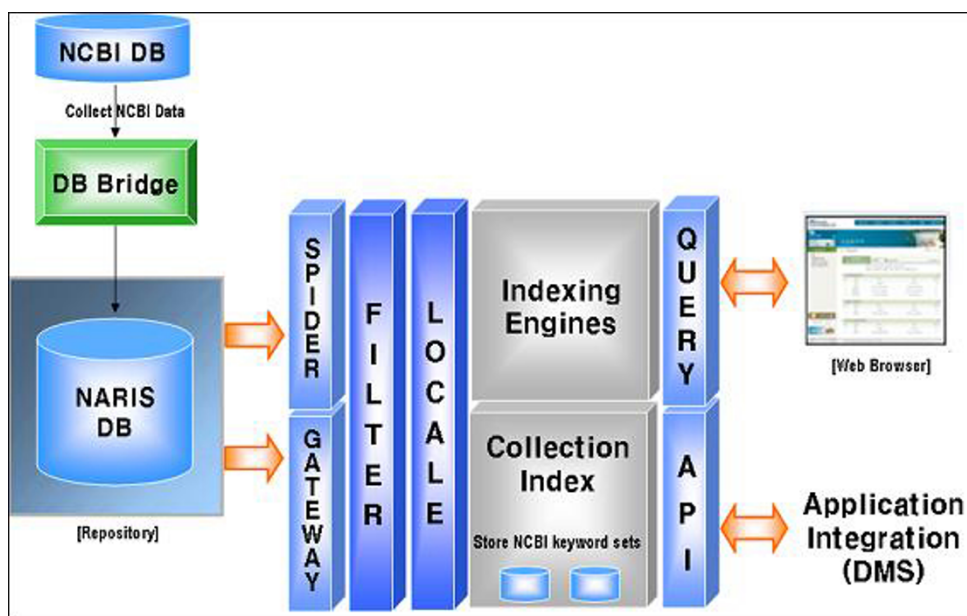 NCBI DB
Collect NCBI Data
DB Bridge
NARIS
DB
[Repository]
SPIDER
GATEWAY
FILTER
LOCALE
Indexing
Engines
Collection
Index
Store NCBI keyword sets
QUERY
API
[Web Browser]
Application
Integration
(DMS)